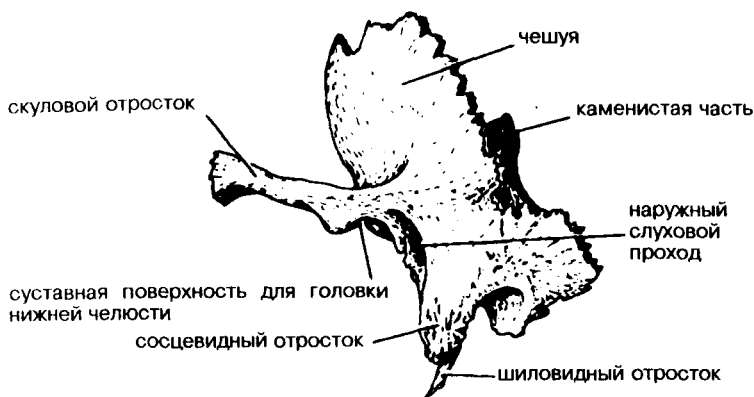 чешуя
скуловой отросток
каменистая часть
наружный
слуховой
проход
суставная поверхность для головки
нижней челюсти
сосцевидный отросток
шиловидный отросток